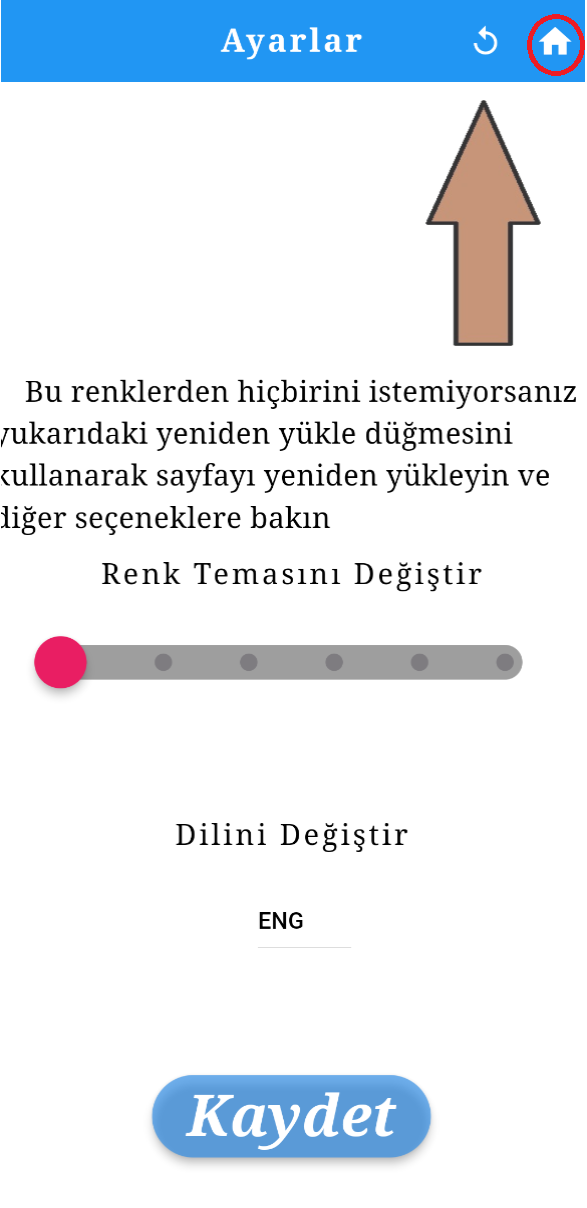 Ayarlar
Bu renklerden hiçbirini istemiyorsanız
yukarıdaki yeniden yükle düğmesini
kullanarak sayfayı yeniden yükleyin ve
diğer seçeneklere bakın
Renk Temasını Değiştir
Dilini Değiştir
ENG
Kaydet